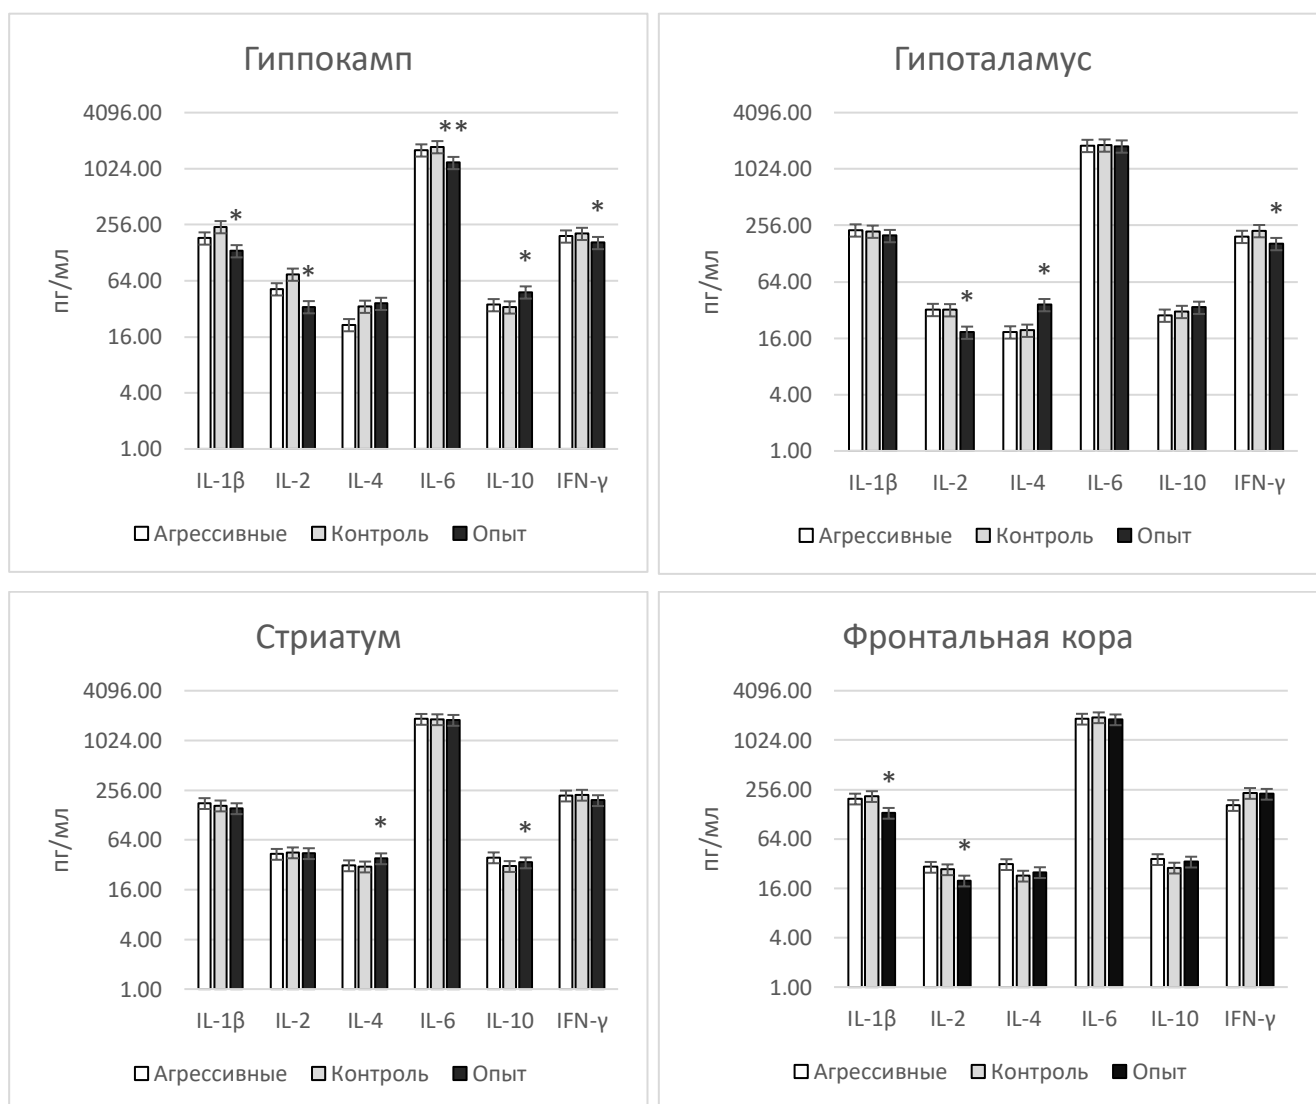 Гиппокамп
4096.00
1024.00
256.00
64.00
16.00
4.00
1.00
пг/мл
* * ** * *
IL-1β IL-2 IL-4 IL-6 IL-10 IFN-γ
Агрессивные Контроль Опыт
Гипоталамус
4096.00
1024.00
256.00
64.00
16.00
4.00
1.00
пг/мл
* * *
IL-1β IL-2 IL-4 IL-6 IL-10 IFN-γ
Агрессивные Контроль Опыт
Стриатум
4096.00
1024.00
256.00
64.00
16.00
4.00
1.00
пг/мл
* *
IL-1β IL-2 IL-4 IL-6 IL-10 IFN-γ
Агрессивные Контроль Опыт
Фронтальная кора
4096.00
1024.00
256.00
64.00
16.00
4.00
1.00
пг/мл
* *
IL-1β IL-2 IL-4 IL-6 IL-10 IFN-γ
Агрессивные Контроль Опыт